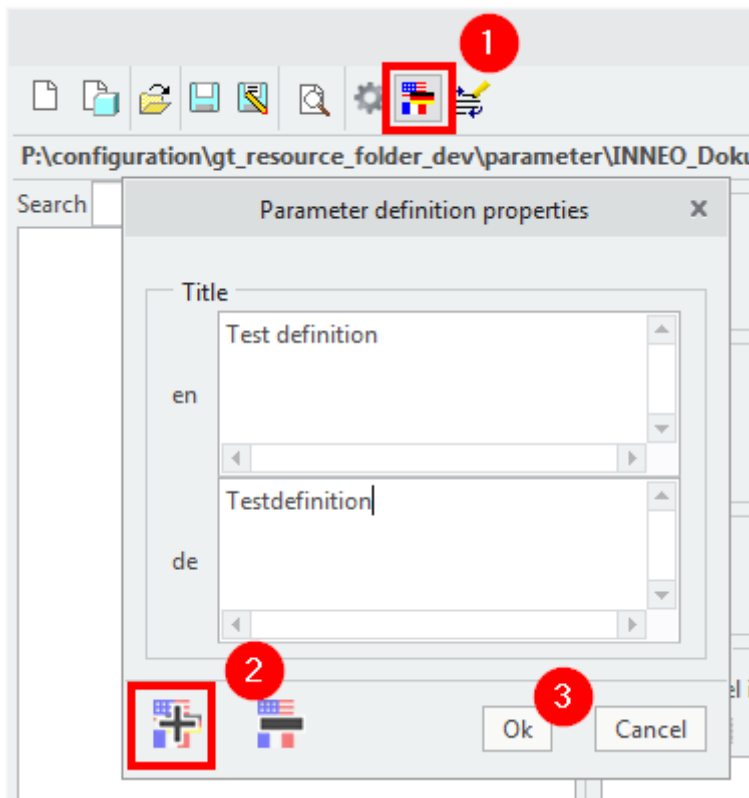 1
P:\configuration\gt_resource_folder_dev\parameter\INNEO_Doku
Search
Parameter definition properties
Title
en
Test definition
de
Testdefinition
2
3
Ok
Cancel